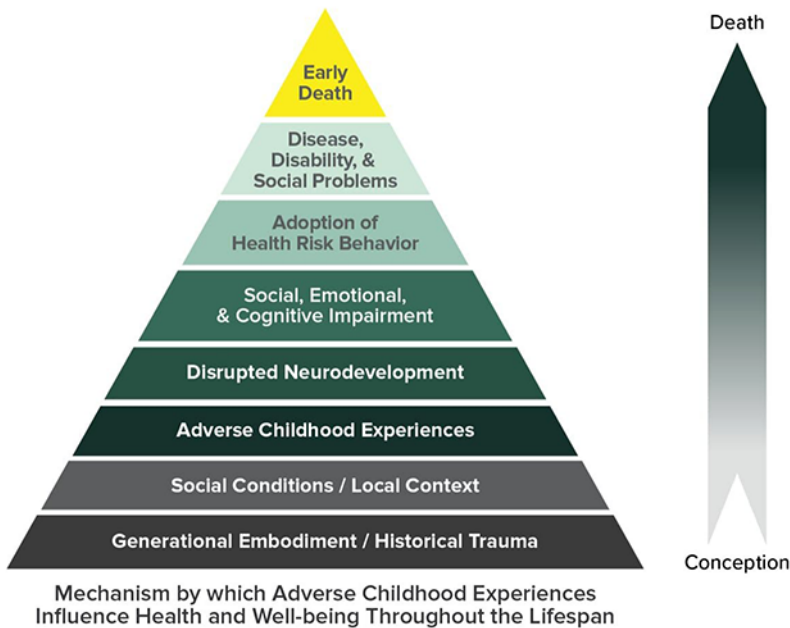 Death
Early
Death
Disease,
Disability, &
Social Problems
Adoption of
Health Risk Behavior
Social, Emotional,
& Cognitive Impairment
Disrupted Neurodevelopment
Adverse Childhood Experiences
Social Conditions / Local Context
Generational Embodiment / Historical Trauma
Conception
Mechanism by which Adverse Childhood Experiences
Influence Health and Well-being Throughout the Lifespan